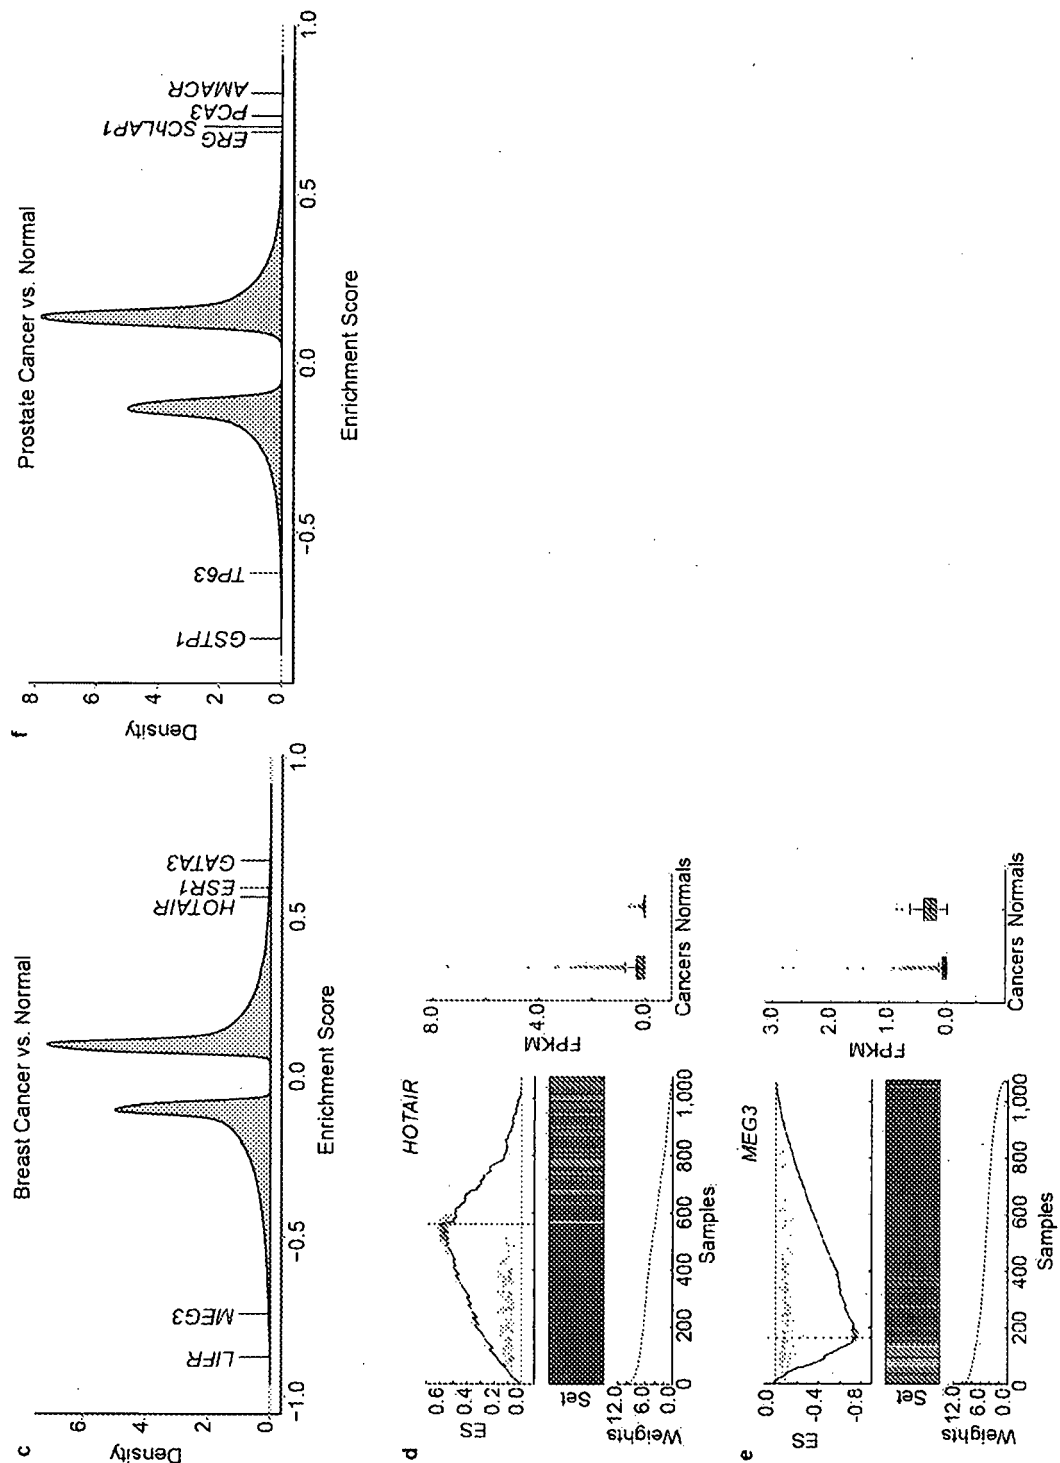 c
Breast Cancer vs. Normal
Density
6
4
2
0
LIFR
MEG3
HOTAIR
ESR1
GATA3
-1.0
-0.5
0.0
0.5
1.0
Enrichment Score
d
HOTAIR
ES
0.6
0.4
0.2
0.0
Set
Weights
12.0
6.0
0.0
0
200
400
600
800
1,000
Samples
FPKM
8.0
4.0
0.0
Cancers Normals
e
MEG3
ES
0.0
-0.4
-0.8
Set
Weights
12.0
6.0
0.0
0
200
400
600
800
1,000
Samples
FPKM
3.0
2.0
1.0
0.0
Cancers Normals
f
Prostate Cancer vs. Normal
Density
8
6
4
2
0
GSTP1
TP63
ERG
SChLAP1
PCA3
AMACR
-0.5
0.0
0.5
1.0
Enrichment Score